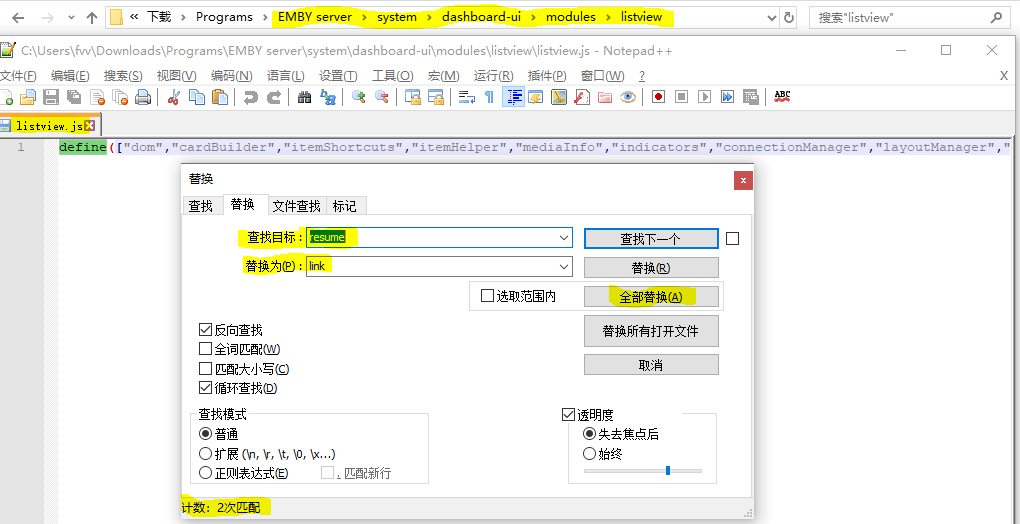 « 下载 › Programs › EMBY server › system › dashboard-ui › modules › listview
搜索"listview"
C:\Users\fvv\Downloads\Programs\EMBY server\system\dashboard-ui\modules\listview\listview.js - Notepad++
文件(F) 编辑(E) 搜索(S) 视图(V) 编码(N) 语言(L) 设置(T) 工具(O) 宏(M) 运行(R) 插件(P) 窗口(W) ? X
listview.js
1 define(["dom","cardBuilder","itemShortcuts","itemHelper","mediaInfo","indicators","connectionManager","layoutManager","
替换
查找 替换 文件查找 标记
查找目标 : resume 查找下一个
替换为(P) : link 替换(R)
选取范围内 全部替换(A)
替换所有打开文件
反向查找
全词匹配(W)
取消
匹配大小写(C)
循环查找(D)
查找模式 透明度
普通 失去焦点后
扩展 (\n, \r, \t, \0, \x...) 始终
正则表达式(E) . 匹配新行
计数: 2次匹配